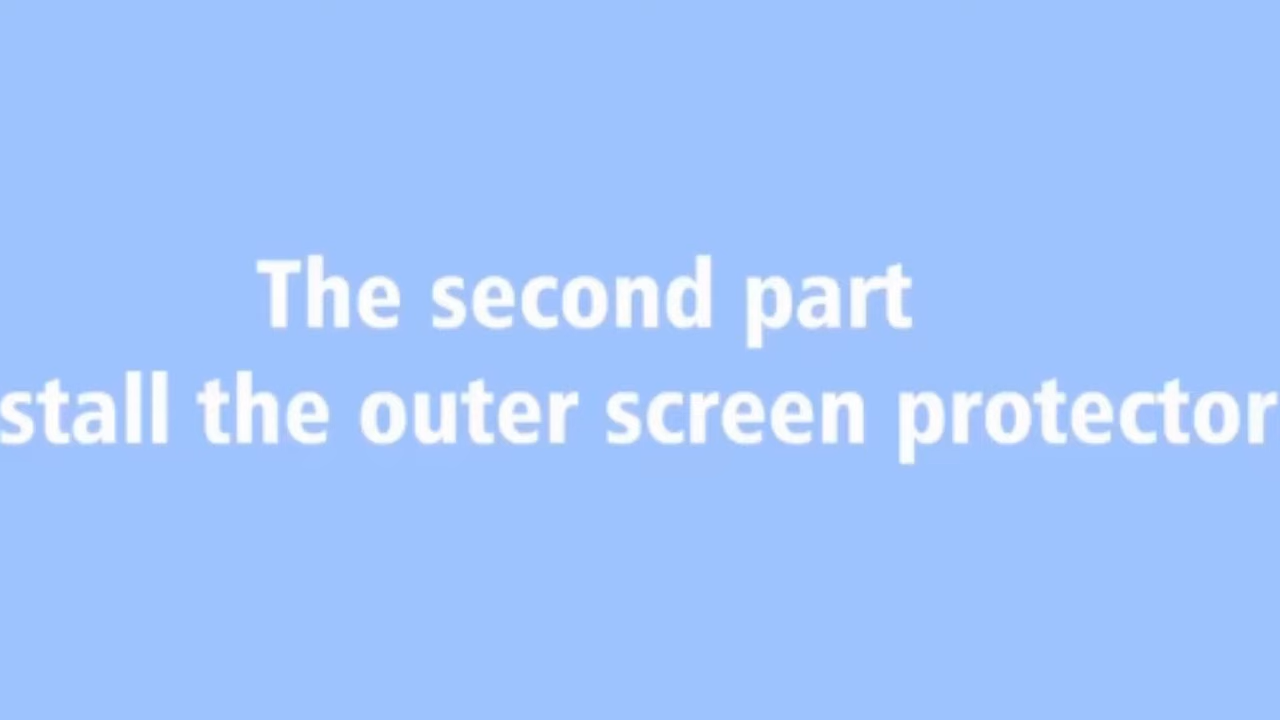 The second part
stall the outer screen protector